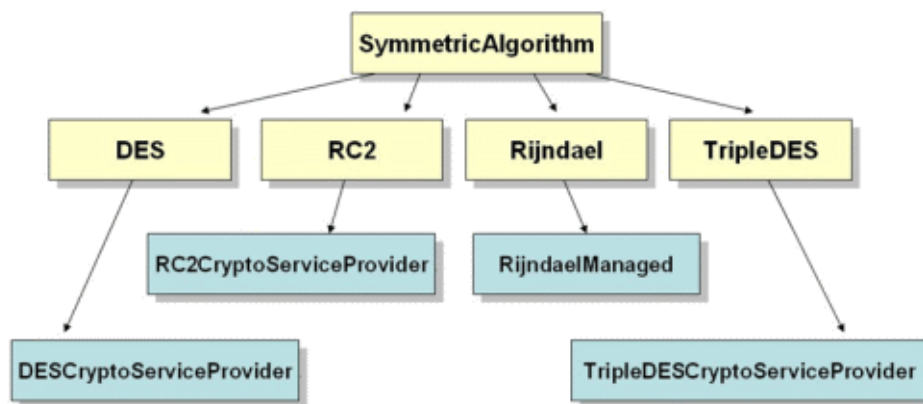 SymmetricAlgorithm
DES
RC2
Rijndael
TripleDES
RC2CryptoServiceProvider
RijndaelManaged
DESCryptoServiceProvider
TripleDESCryptoServiceProvider